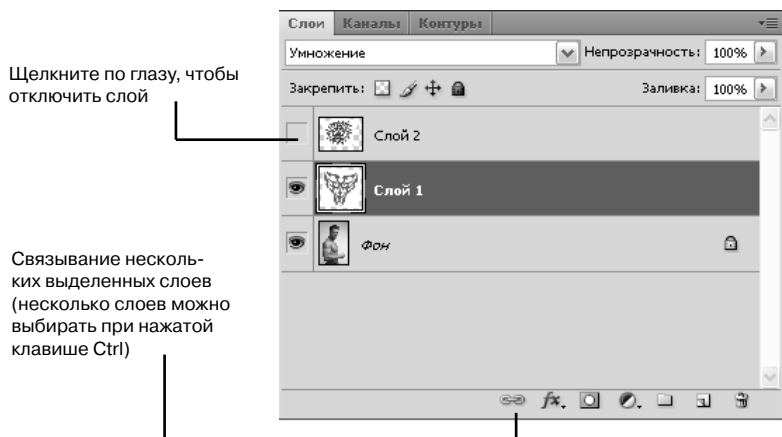 Слои Каналы Контуры
Умножение Непрозрачность: 100%
Закрепить: Заливка: 100%
Щелкните по глазу, чтобы
отключить слой
Слой 2
Слой 1
Фон
Связывание несколь-
ких выделенных слоев
(несколько слоев можно
выбирать при нажатой
клавише Ctrl)
fx.